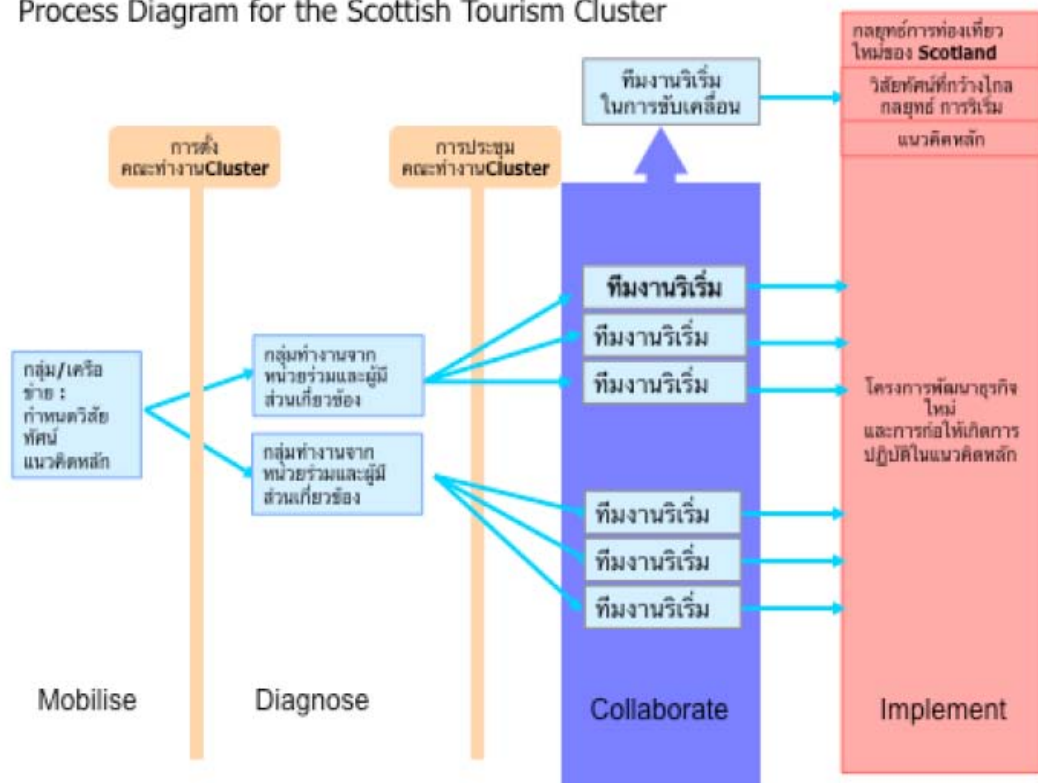 Process Diagram for the Scottish Tourism Cluster
กลยุทธ์การท่องเที่ยว
ใหม่ของ Scotland
วิสัยทัศน์ที่กว้างไกล
กลยุทธ์ การริเริ่ม
แนวคิดหลัก
ทีมงานริเริ่ม
ในการขับเคลื่อน
การตั้ง
คณะทำงานCluster
การประชุม
คณะทำงานCluster
กลุ่ม/เครือ
ข่าย :
กำหนดวิสัย
ทัศน์
แนวคิดหลัก
กลุ่มทำงานจาก
หน่วยร่วมและผู้มี
ส่วนเกี่ยวข้อง
กลุ่มทำงานจาก
หน่วยร่วมและผู้มี
ส่วนเกี่ยวข้อง
ทีมงานริเริ่ม
ทีมงานริเริ่ม
ทีมงานริเริ่ม
ทีมงานริเริ่ม
ทีมงานริเริ่ม
ทีมงานริเริ่ม
โครงการพัฒนาธุรกิจ
ใหม่
และการก่อให้เกิดการ
ปฏิบัติในแนวคิดหลัก
Mobilise
Diagnose
Collaborate
Implement